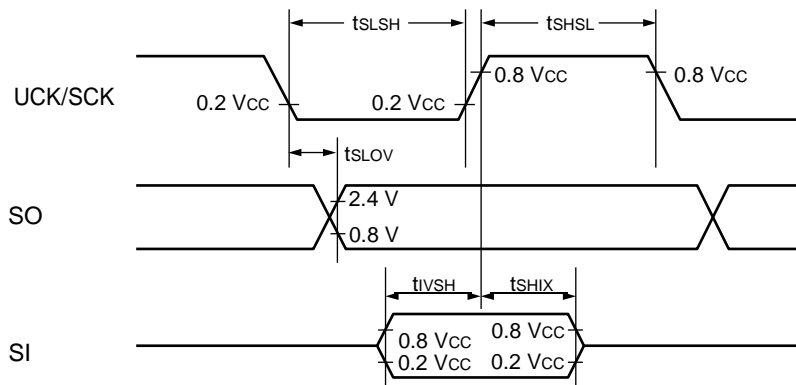 tSLSH
tSHSL
UCK/SCK
0.8 VCC
0.8 VCC
0.2 VCC
0.2 VCC
tSLOV
SO
2.4 V
0.8 V
tIVSH
tSHIX
SI
0.8 VCC
0.8 VCC
0.2 VCC
0.2 VCC